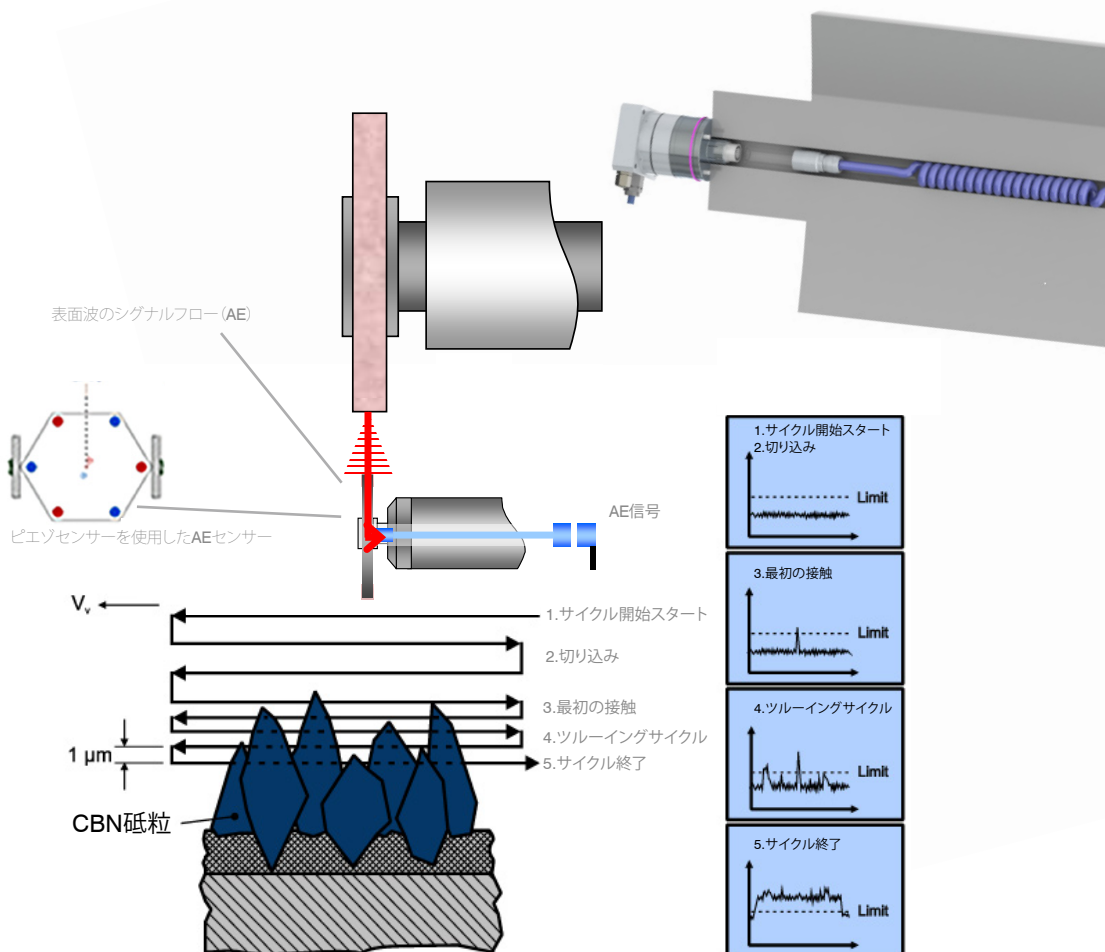 表面波のシグナルフロー（AE）
ピエゾセンサーを使用したAEセンサー
AE信号
Vv
1.サイクル開始スタート
2.切り込み
3.最初の接触
4.ツルーイングサイクル
5.サイクル終了
1 μm
CBN砥粒
1.サイクル開始スタート
2.切り込み
Limit
3.最初の接触
Limit
4.ツルーイングサイクル
Limit
5.サイクル終了
Limit